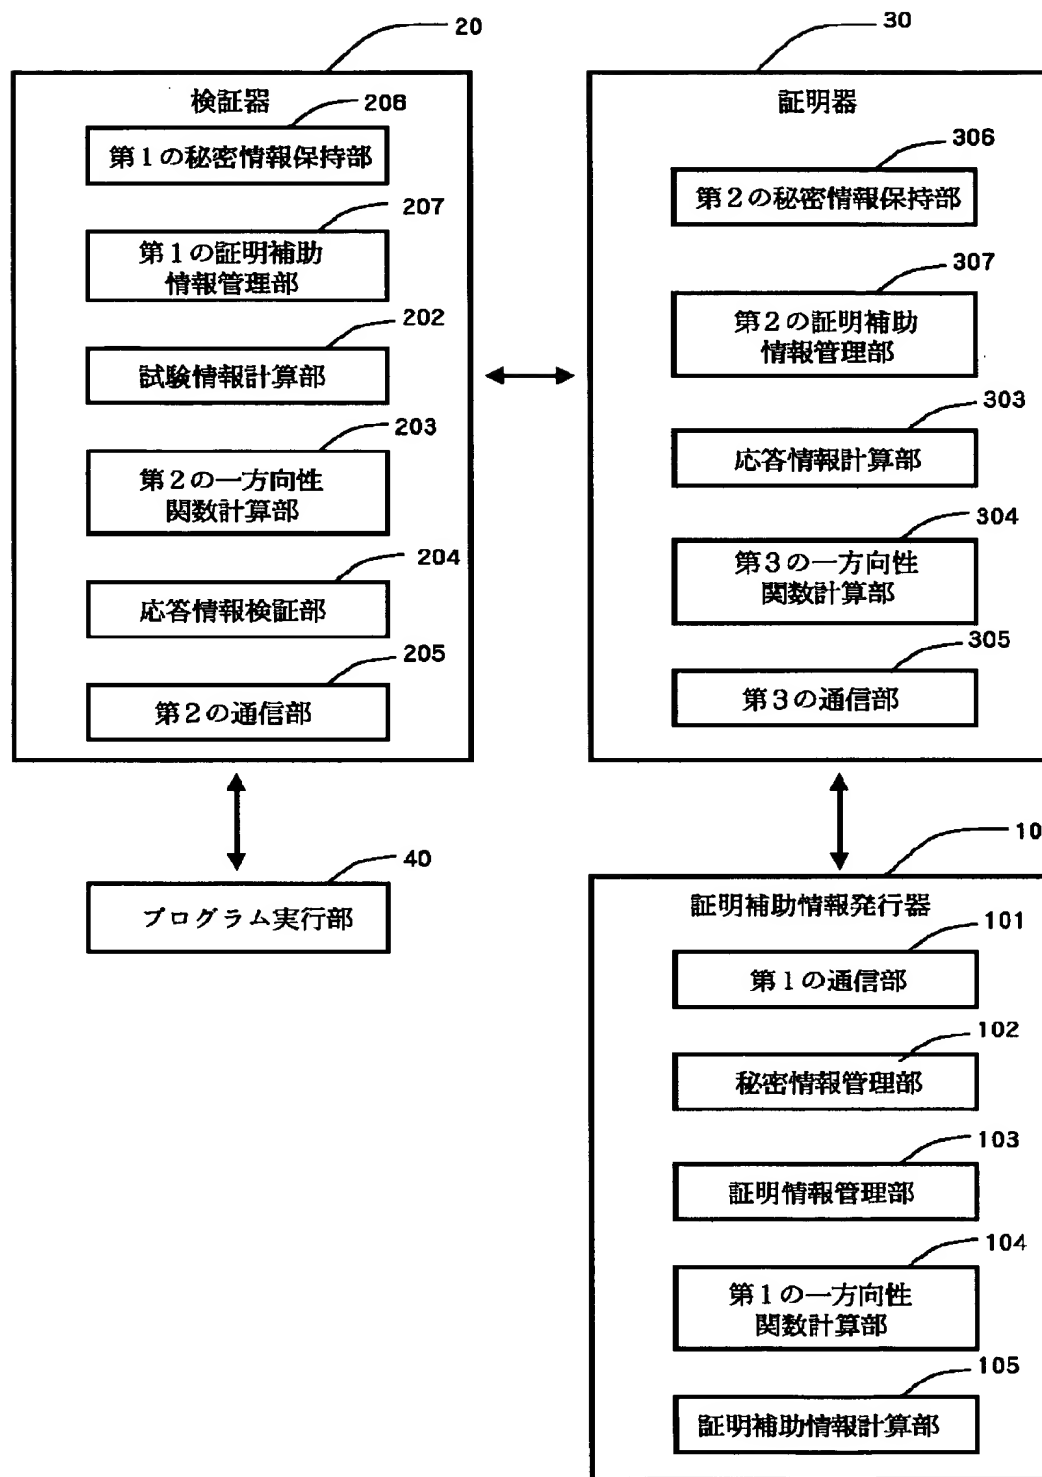 20
検証器
206
第1の秘密情報保持部
207
第1の証明補助
情報管理部
202
試験情報計算部
203
第2の一方向性
関数計算部
204
応答情報検証部
205
第2の通信部
40
プログラム実行部
30
証明器
306
第2の秘密情報保持部
307
第2の証明補助
情報管理部
303
応答情報計算部
304
第3の一方向性
関数計算部
305
第3の通信部
10
証明補助情報発行器
101
第1の通信部
102
秘密情報管理部
103
証明情報管理部
104
第1の一方向性
関数計算部
105
証明補助情報計算部